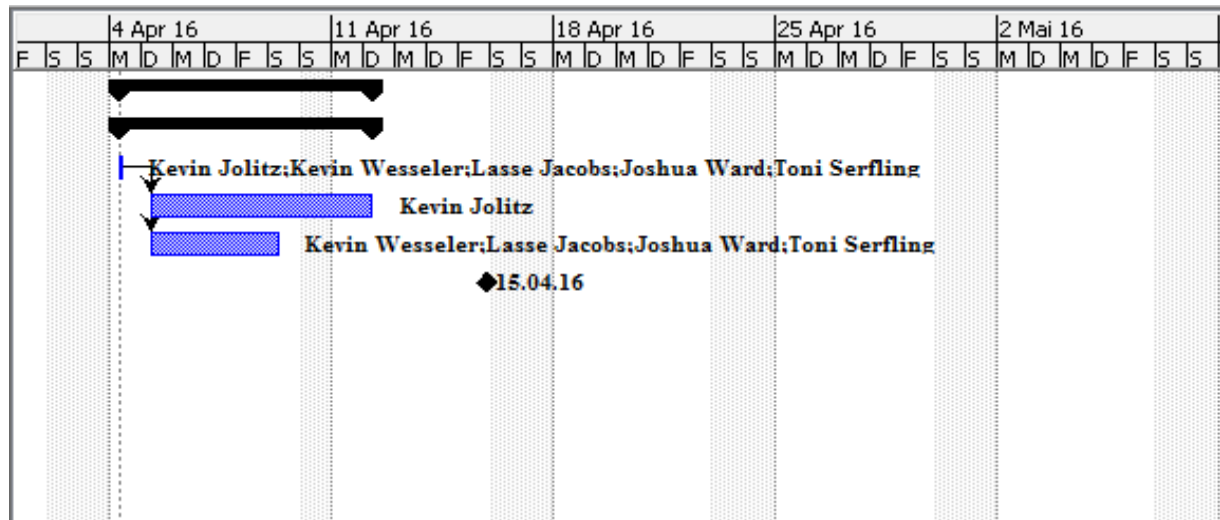 4 Apr 16 11 Apr 16 18 Apr 16 25 Apr 16 2 Mai 16
F S S M D M D F S S M D M D F S S M D M D F S S M D M D F S S M D M D F S S
Kevin Jolitz;Kevin Wesseler;Lasse Jacobs;Joshua Ward;Toni Serfling
Kevin Jolitz
Kevin Wesseler;Lasse Jacobs;Joshua Ward;Toni Serfling
15.04.16